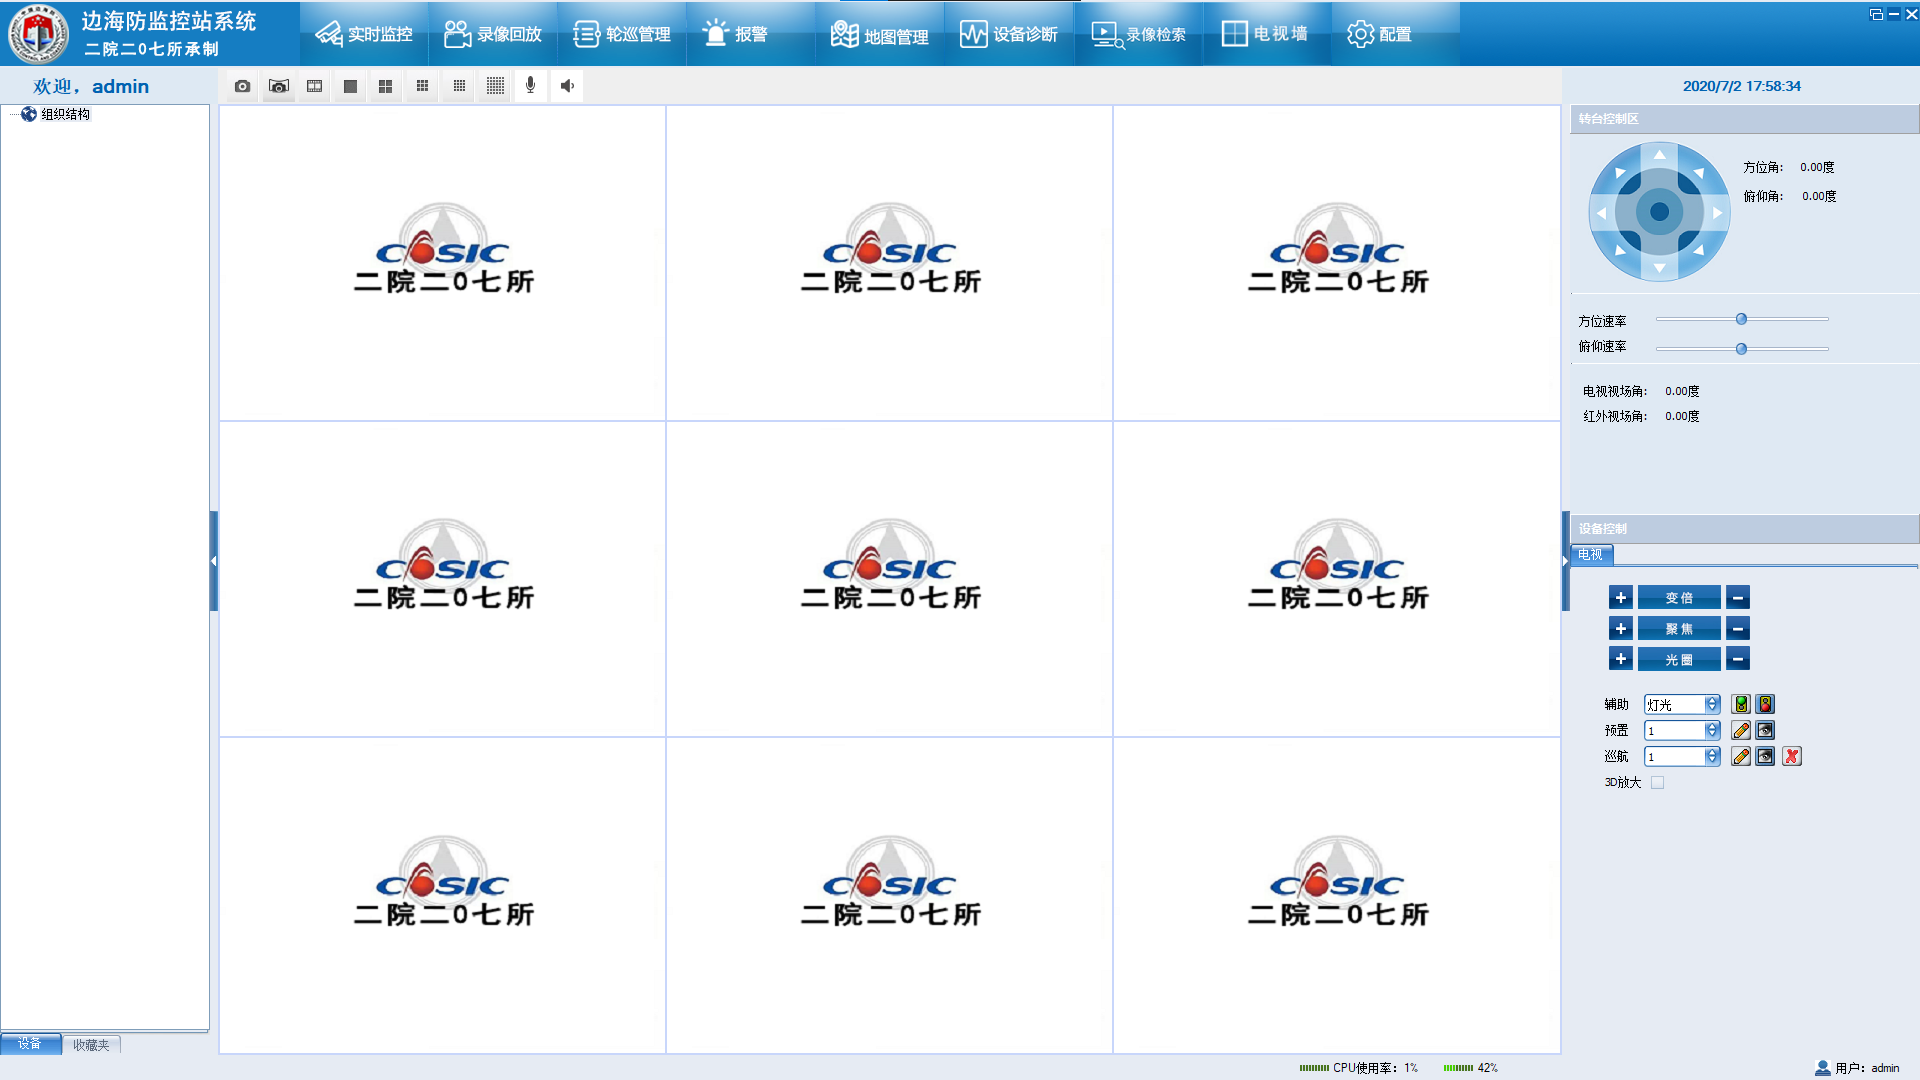 边海防监控站系统
二院二0七所承制
实时监控
录像回放
轮巡管理
报警
地图管理
设备诊断
录像检索
电视墙
配置
欢迎，admin
2020/7/2 17:58:34
组织结构
转台控制区
方位角: 0.00度
俯仰角: 0.00度
方位速率
俯仰速率
电视视场角: 0.00度
红外视场角: 0.00度
CASIC
二院二0七所
CASIC
二院二0七所
CASIC
二院二0七所
CASIC
二院二0七所
CASIC
二院二0七所
CASIC
二院二0七所
CASIC
二院二0七所
CASIC
二院二0七所
CASIC
二院二0七所
设备控制
电视
+ 变倍 −
+ 聚焦 −
+ 光圈 −
辅助 灯光
预置 1
巡航 1
3D放大
设备
收藏夹
CPU使用率: 1%
42%
用户: admin